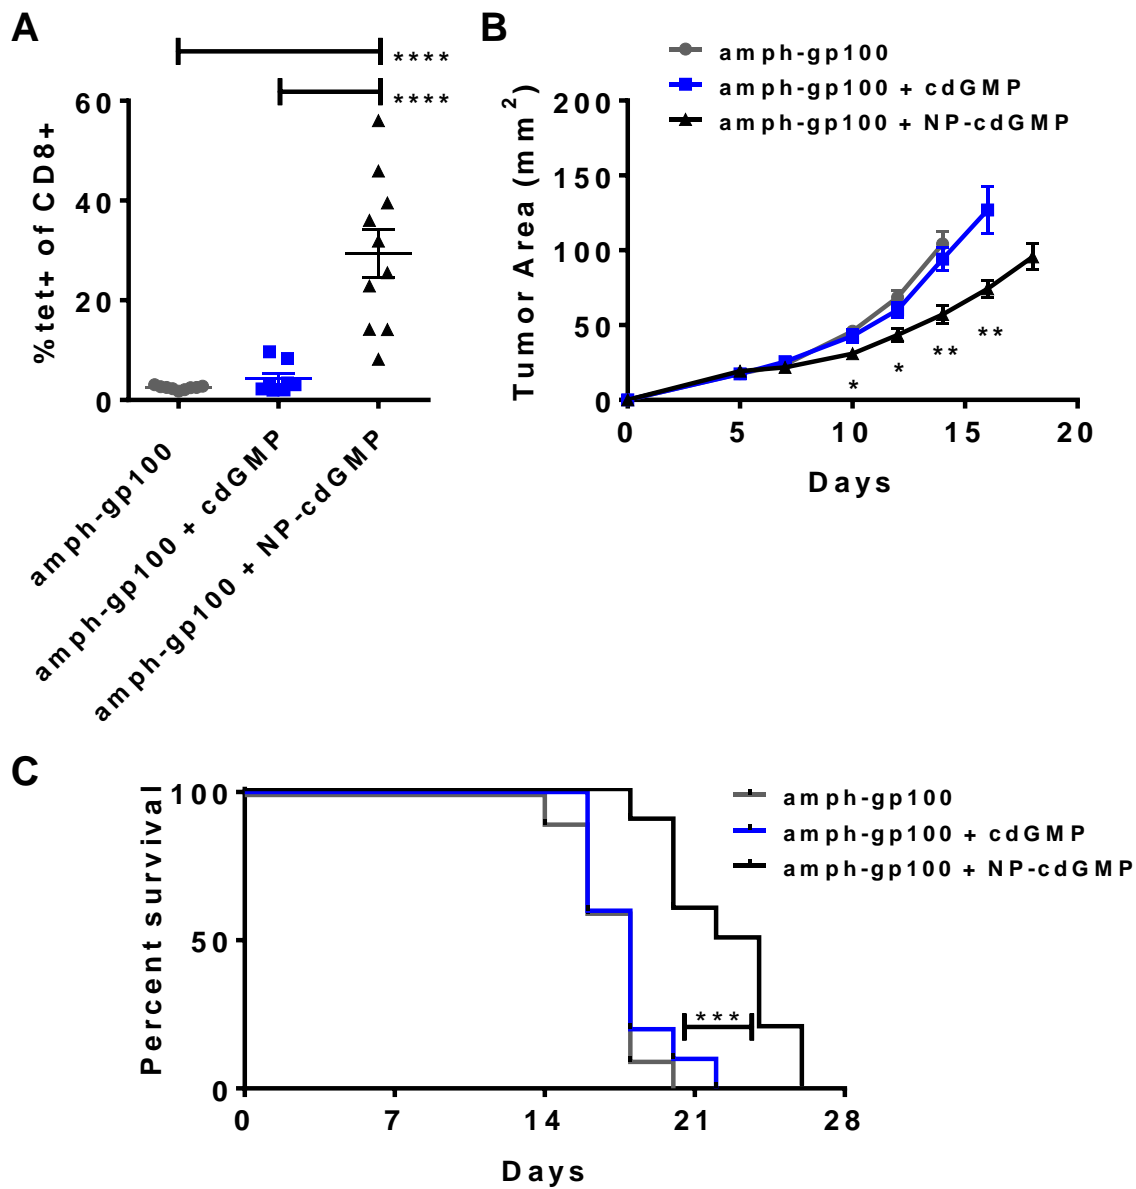 A
****
****
60
40
20
0
%tet+ of CD8+
amph-gp100
amph-gp100 + cdGMP
amph-gp100 + NP-cdGMP
B
amph-gp100
amph-gp100 + cdGMP
amph-gp100 + NP-cdGMP
200
150
100
50
0
Tumor Area (mm²)
*
*
**
**
0 5 10 15 20
Days
C
amph-gp100
amph-gp100 + cdGMP
amph-gp100 + NP-cdGMP
100
50
0
Percent survival
***
0 7 14 21 28
Days